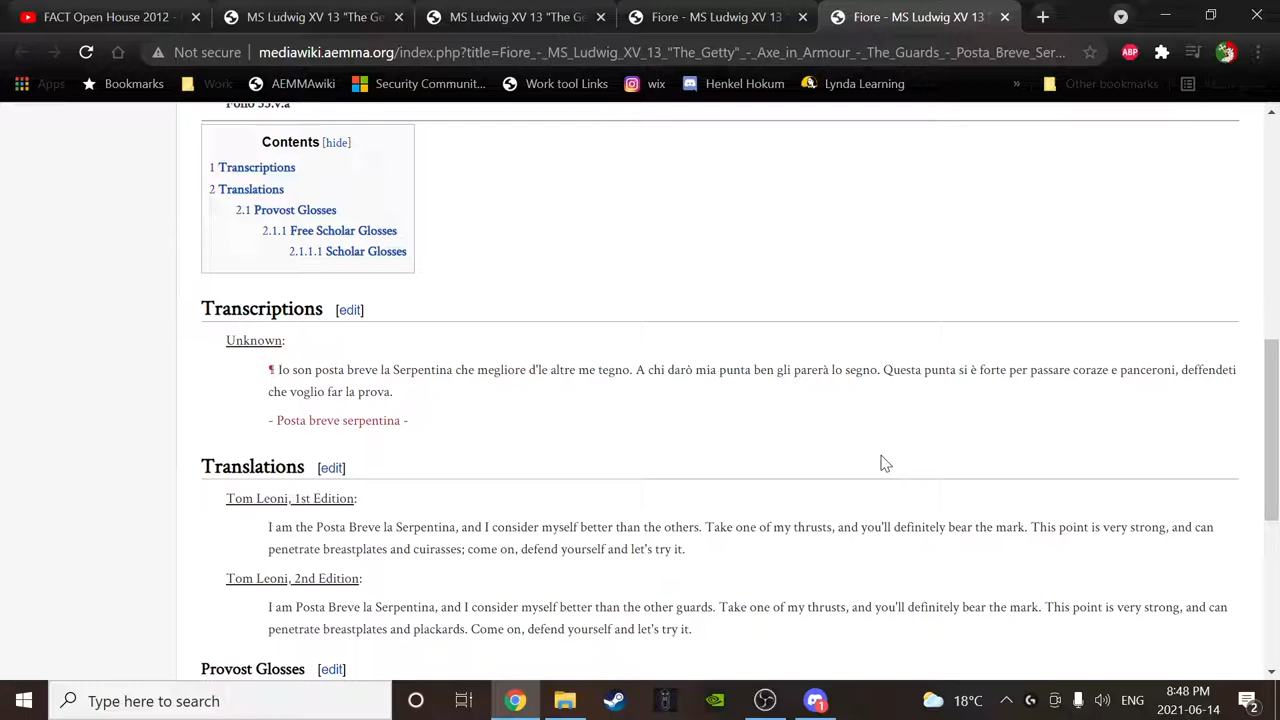 FACT Open House 2012 -
MS Ludwig XV 13 "The Ge
MS Ludwig XV 13 "The Ge
Fiore - MS Ludwig XV 13 "
Fiore - MS Ludwig XV 13 "
Not secure
mediawiki.aemma.org/index.php?title=Fiore_-_MS_Ludwig_XV_13_"The_Getty"_-_Axe_in_Armour_-_The_Guards_-_Posta_Breve_Ser...
ABP
Apps
Bookmarks
Work
AEMMAwiki
Security Communit...
Work tool Links
wix
Henkel Hokum
Lynda Learning
»
Other bookmarks
Folio 35.v.a
Contents [hide]
1 Transcriptions
2 Translations
2.1 Provost Glosses
2.1.1 Free Scholar Glosses
2.1.1.1 Scholar Glosses
Transcriptions [edit]
Unknown:
¶ Io son posta breve la Serpentina che megliore d'le altre me tegno. A chi darò mia punta ben gli parerà lo segno. Questa punta si è forte per passare coraze e panceroni, deffendeti
che voglio far la prova.
- Posta breve serpentina -
Translations [edit]
Tom Leoni, 1st Edition:
I am the Posta Breve la Serpentina, and I consider myself better than the others. Take one of my thrusts, and you'll definitely bear the mark. This point is very strong, and can
penetrate breastplates and cuirasses; come on, defend yourself and let's try it.
Tom Leoni, 2nd Edition:
I am Posta Breve la Serpentina, and I consider myself better than the other guards. Take one of my thrusts, and you'll definitely bear the mark. This point is very strong, and can
penetrate breastplates and plackards. Come on, defend yourself and let's try it.
Provost Glosses [edit]
Type here to search
1
18°C
ENG
8:48 PM
2021-06-14
2